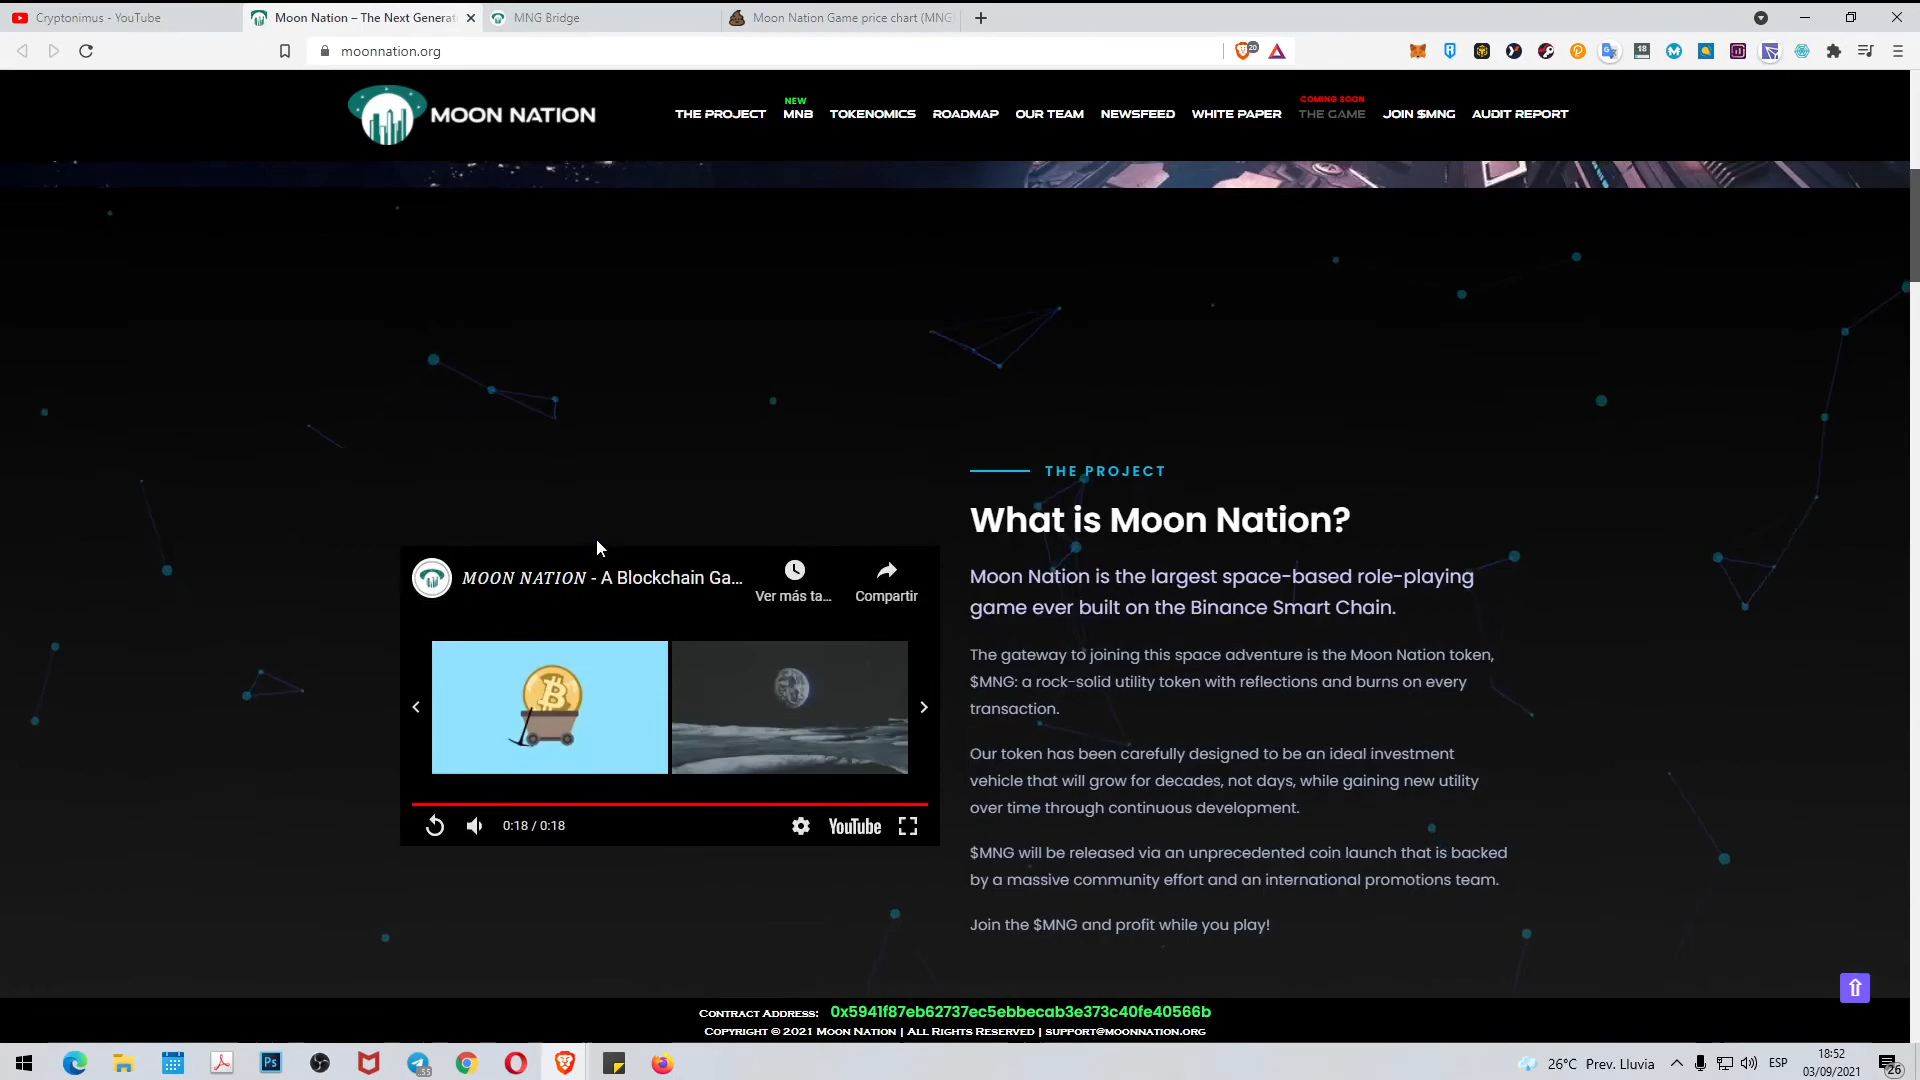 Cryptonimus - YouTube
Moon Nation – The Next Generat
MNG Bridge
Moon Nation Game price chart (MNG)
moonnation.org
20
18
MOON NATION
THE PROJECT
NEW
MNB
TOKENOMICS
ROADMAP
OUR TEAM
NEWSFEED
WHITE PAPER
COMING SOON
THE GAME
JOIN $MNG
AUDIT REPORT
THE PROJECT
What is Moon Nation?
Moon Nation is the largest space-based role-playing
game ever built on the Binance Smart Chain.
The gateway to joining this space adventure is the Moon Nation token,
$MNG: a rock-solid utility token with reflections and burns on every
transaction.
Our token has been carefully designed to be an ideal investment
vehicle that will grow for decades, not days, while gaining new utility
over time through continuous development.
$MNG will be released via an unprecedented coin launch that is backed
by a massive community effort and an international promotions team.
Join the $MNG and profit while you play!
MOON NATION - A Blockchain Ga...
Ver más ta...
Compartir
0:18 / 0:18
YouTube
Contract Address: 0x5941f87eb62737ec5ebbecab3e373c40fe40566b
Copyright © 2021 Moon Nation | All Rights Reserved | support@moonnation.org
Ps
55
26°C Prev. Lluvia
ESP
18:52
03/09/2021
26